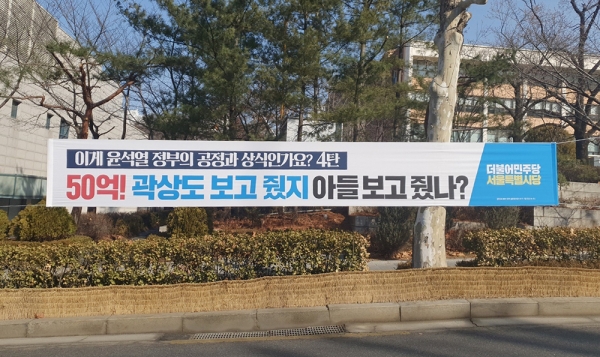 이게 윤석열 정부의 공정과 상식인가요? 4탄
50억! 곽상도 보고 줬지 아들 보고 줬나?
더불어민주당
서울특별시당